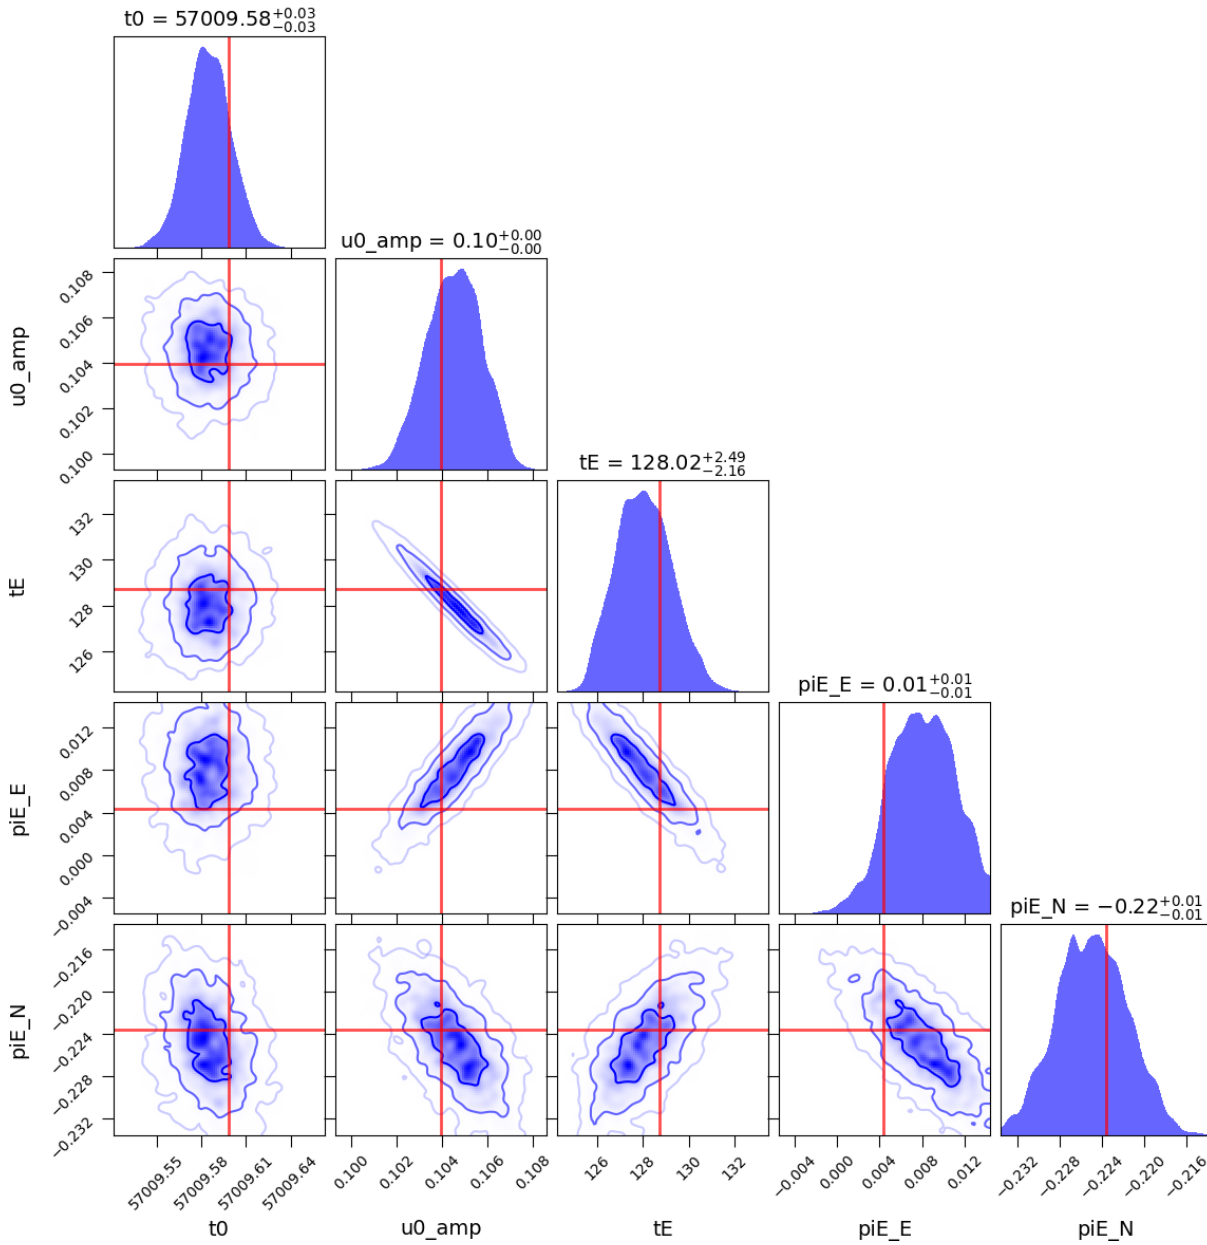 t0 = 57009.58+0.03−0.03
u0_amp = 0.10+0.00−0.00
0.108
0.106
0.104
0.102
0.100
u0_amp
tE = 128.02+2.49−2.16
132
130
128
126
tE
piE_E = 0.01+0.01−0.01
0.012
0.008
0.004
0.000
−0.004
piE_E
piE_N = −0.22+0.01−0.01
−0.216
−0.220
−0.224
−0.228
−0.232
piE_N
57009.55 57009.58 57009.61 57009.64
0.100 0.102 0.104 0.106 0.108
126 128 130 132
−0.004 0.000 0.004 0.008 0.012
−0.232 −0.228 −0.224 −0.220 −0.216
t0 u0_amp tE piE_E piE_N